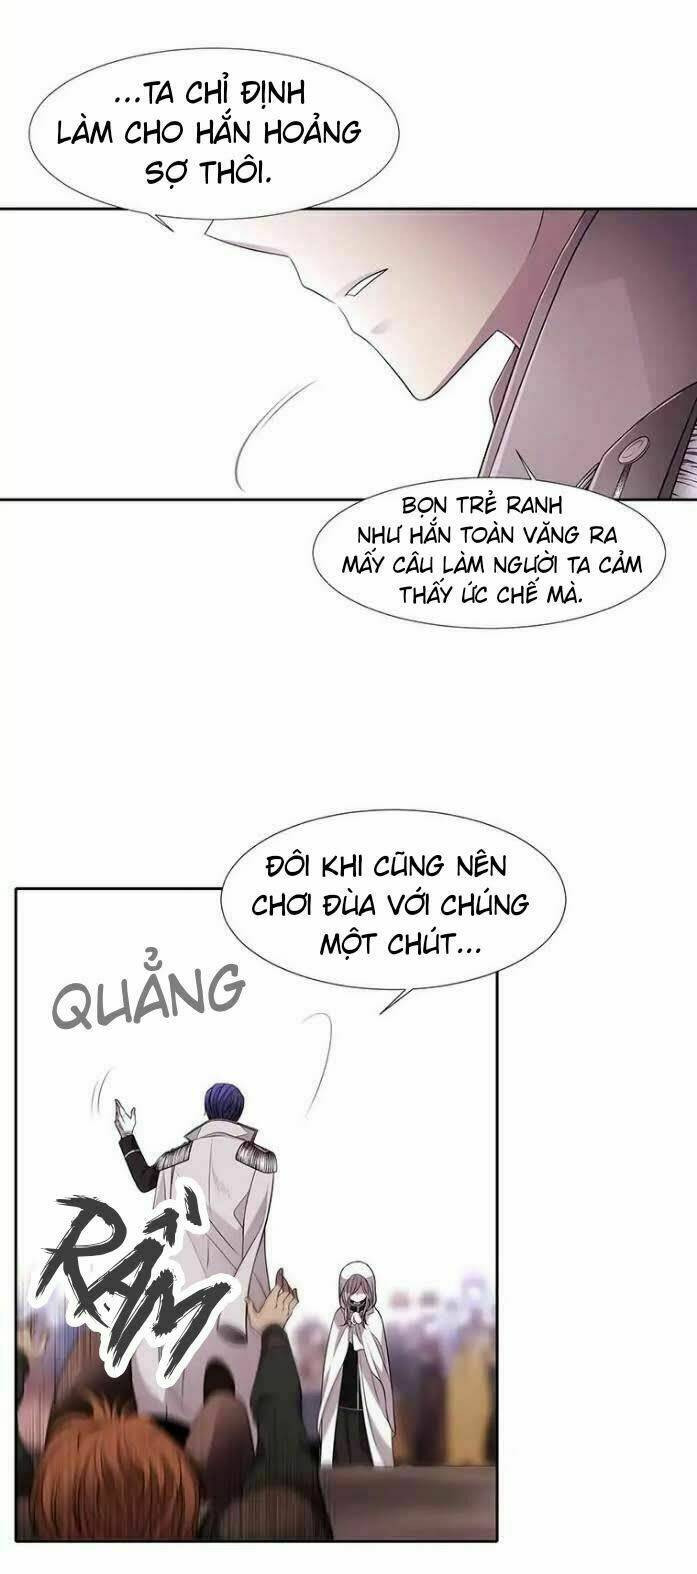 ...TA CHỈ ĐỊNH
LÀM CHO HẮN HOẢNG
SỢ THÔI.
BỌN TRẺ RANH
NHƯ HẮN TOÀN VĂNG RA
MẤY CÂU LÀM NGƯỜI TA CẢM
THẤY ỨC CHẾ MÀ.
ĐÔI KHI CŨNG NÊN
CHƠI ĐÙA VỚI CHÚNG
MỘT CHÚT...
QUẲNG
RẦM